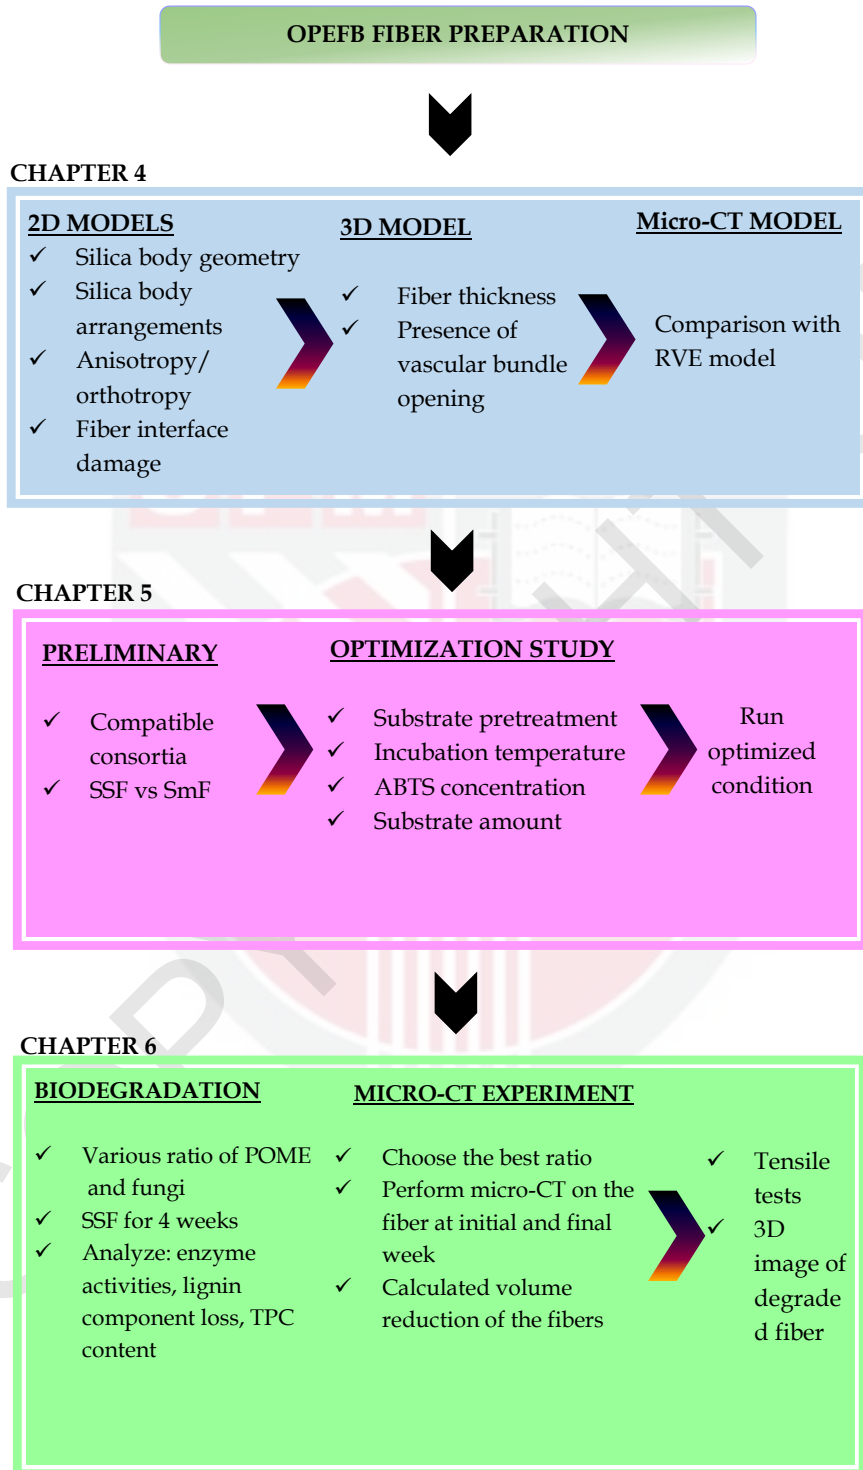 OPEFB FIBER PREPARATION
CHAPTER 4
2D MODELS
✓ Silica body geometry
✓ Silica body
arrangements
✓ Anisotropy/
orthotropy
✓ Fiber interface
damage
3D MODEL
✓ Fiber thickness
✓ Presence of
vascular bundle
opening
Micro-CT MODEL
Comparison with
RVE model
CHAPTER 5
PRELIMINARY
✓ Compatible
consortia
✓ SSF vs SmF
OPTIMIZATION STUDY
✓ Substrate pretreatment
✓ Incubation temperature
✓ ABTS concentration
✓ Substrate amount
Run
optimized
condition
CHAPTER 6
BIODEGRADATION
✓ Various ratio of POME
and fungi
✓ SSF for 4 weeks
✓ Analyze: enzyme
activities, lignin
component loss, TPC
content
MICRO-CT EXPERIMENT
✓ Choose the best ratio
✓ Perform micro-CT on the
fiber at initial and final
week
✓ Calculated volume
reduction of the fibers
✓ Tensile
tests
✓ 3D
image of
degrade
d fiber